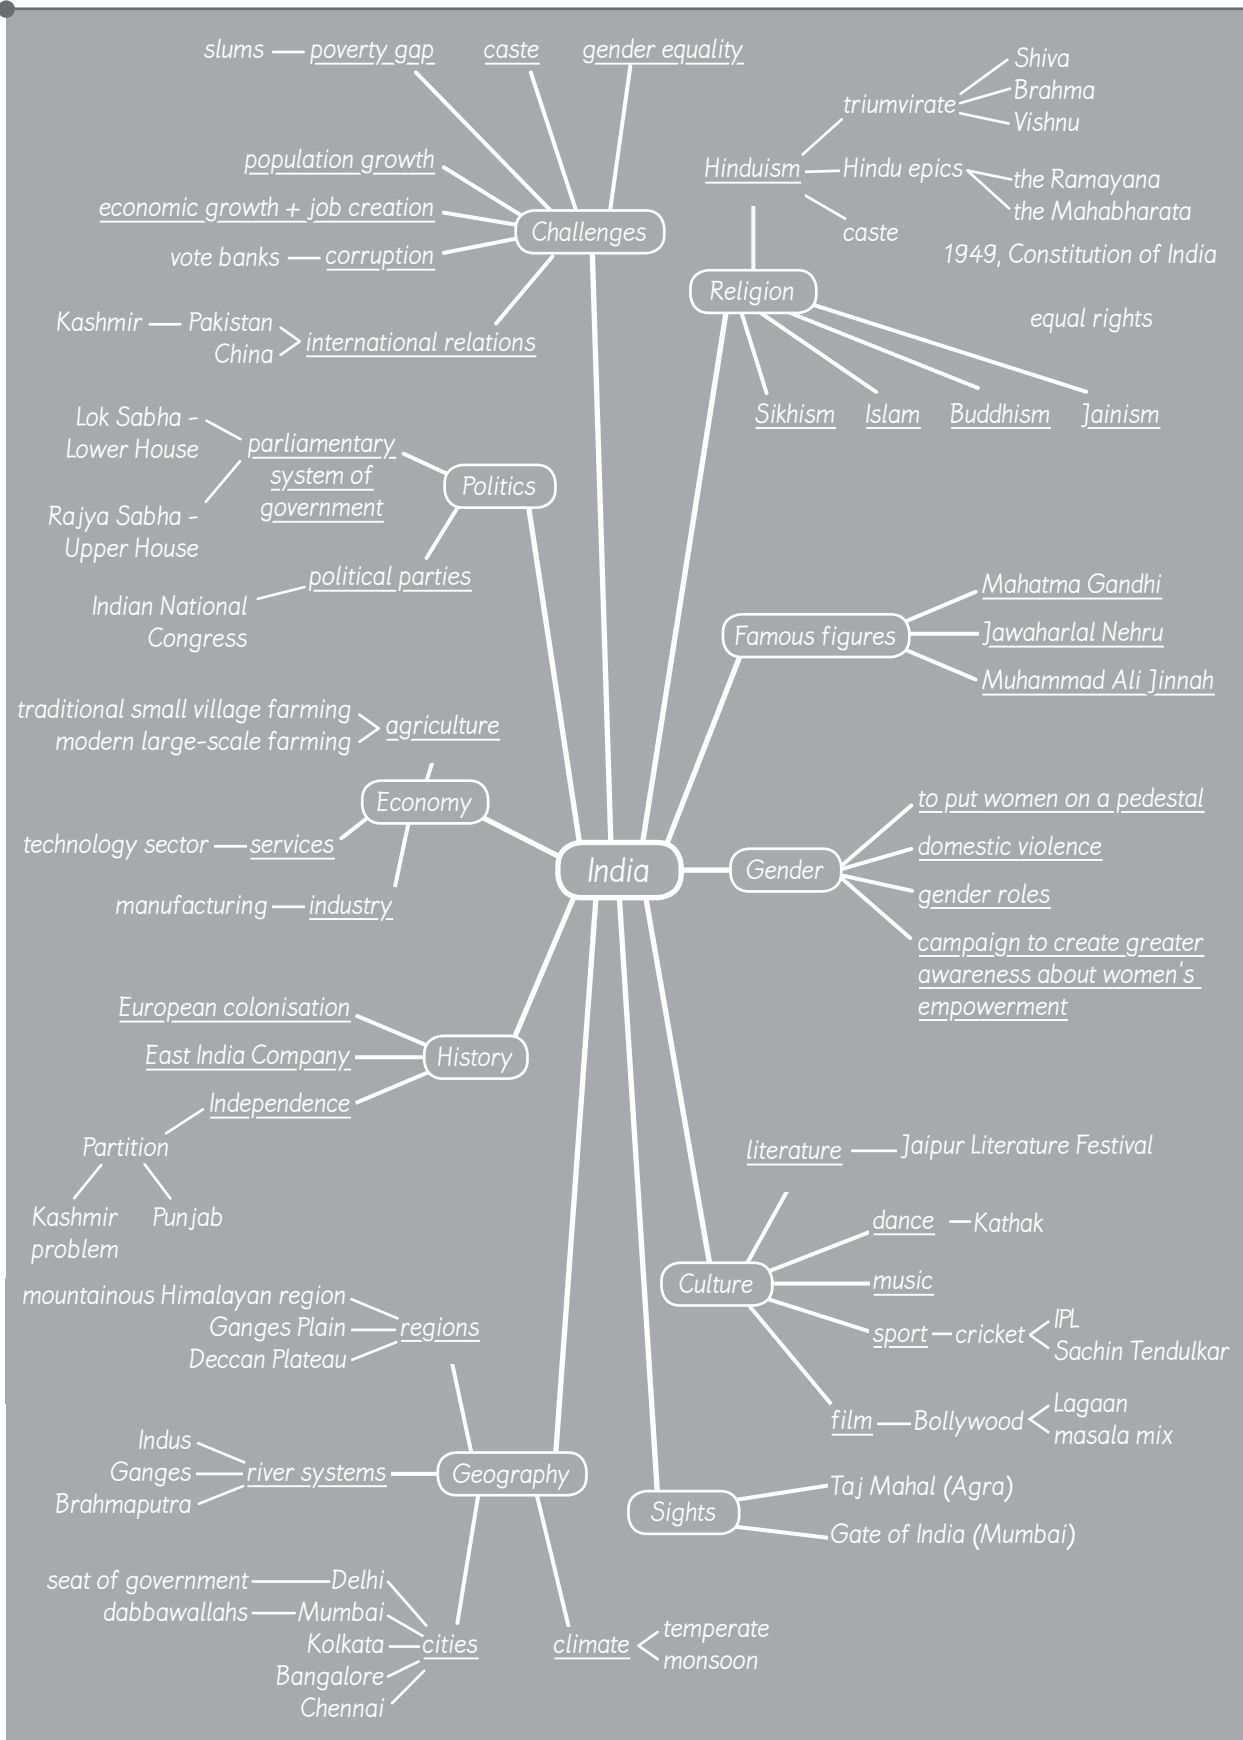 slums
poverty gap
caste
gender equality
population growth
economic growth + job creation
vote banks
corruption
Challenges
Kashmir
Pakistan
China
international relations
triumvirate
Shiva
Brahma
Vishnu
Hinduism
Hindu epics
the Ramayana
the Mahabharata
caste
1949, Constitution of India
equal rights
Religion
Sikhism
Islam
Buddhism
Jainism
Lok Sabha -
Lower House
Rajya Sabha -
Upper House
parliamentary
system of
government
Politics
political parties
Indian National
Congress
Famous figures
Mahatma Gandhi
Jawaharlal Nehru
Muhammad Ali Jinnah
traditional small village farming
modern large-scale farming
agriculture
Economy
technology sector
services
manufacturing
industry
India
Gender
to put women on a pedestal
domestic violence
gender roles
campaign to create greater
awareness about women's
empowerment
European colonisation
East India Company
History
Independence
Partition
Kashmir
problem
Punjab
literature
Jaipur Literature Festival
dance
Kathak
Culture
music
sport
cricket
IPL
Sachin Tendulkar
film
Bollywood
Lagaan
masala mix
mountainous Himalayan region
Ganges Plain
Deccan Plateau
regions
Indus
Ganges
Brahmaputra
river systems
Geography
Sights
Taj Mahal (Agra)
Gate of India (Mumbai)
seat of government
Delhi
dabbawallahs
Mumbai
Kolkata
Bangalore
Chennai
cities
climate
temperate
monsoon